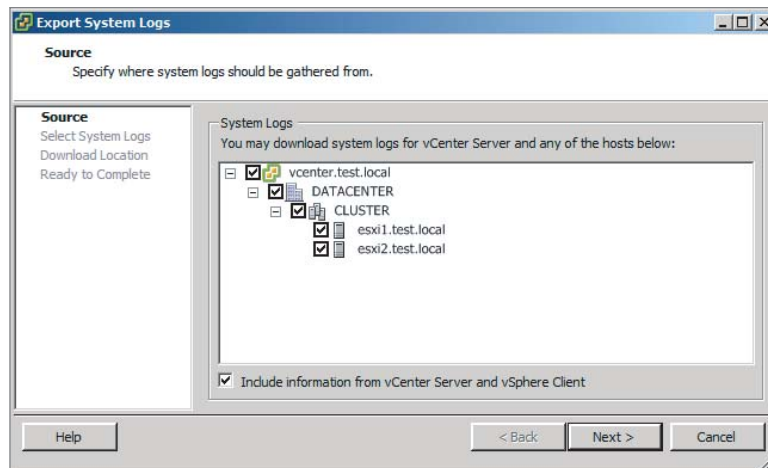 Export System Logs
Source
Specify where system logs should be gathered from.
Source
Select System Logs
Download Location
Ready to Complete
System Logs
You may download system logs for vCenter Server and any of the hosts below:
vcenter.test.local
DATACENTER
CLUSTER
esxi1.test.local
esxi2.test.local
Include information from vCenter Server and vSphere Client
Help
< Back
Next >
Cancel